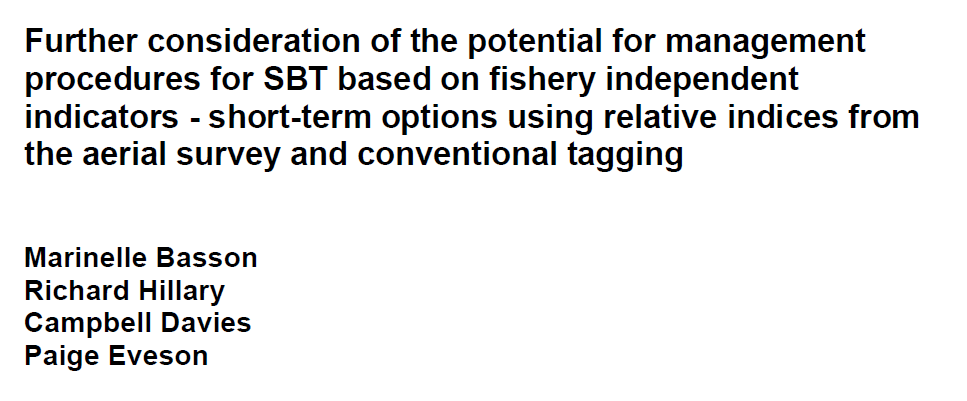 Further consideration of the potential for management
procedures for SBT based on fishery independent
indicators - short-term options using relative indices from
the aerial survey and conventional tagging
Marinelle Basson
Richard Hillary
Campbell Davies
Paige Eveson